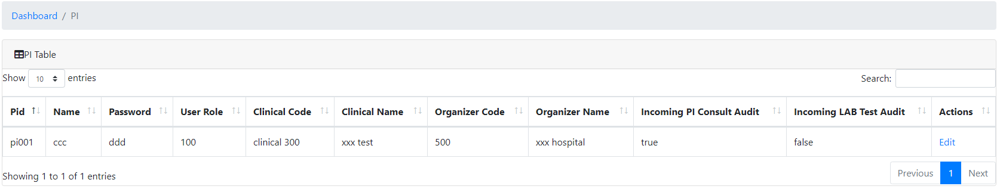 Dashboard / PI
PI Table
Show 10 entries Search:
Pid Name Password User Role Clinical Code Clinical Name Organizer Code Organizer Name Incoming PI Consult Audit Incoming LAB Test Audit Actions
pi001 ccc ddd 100 clinical 300 xxx test 500 xxx hospital true false Edit
Showing 1 to 1 of 1 entries Previous 1 Next